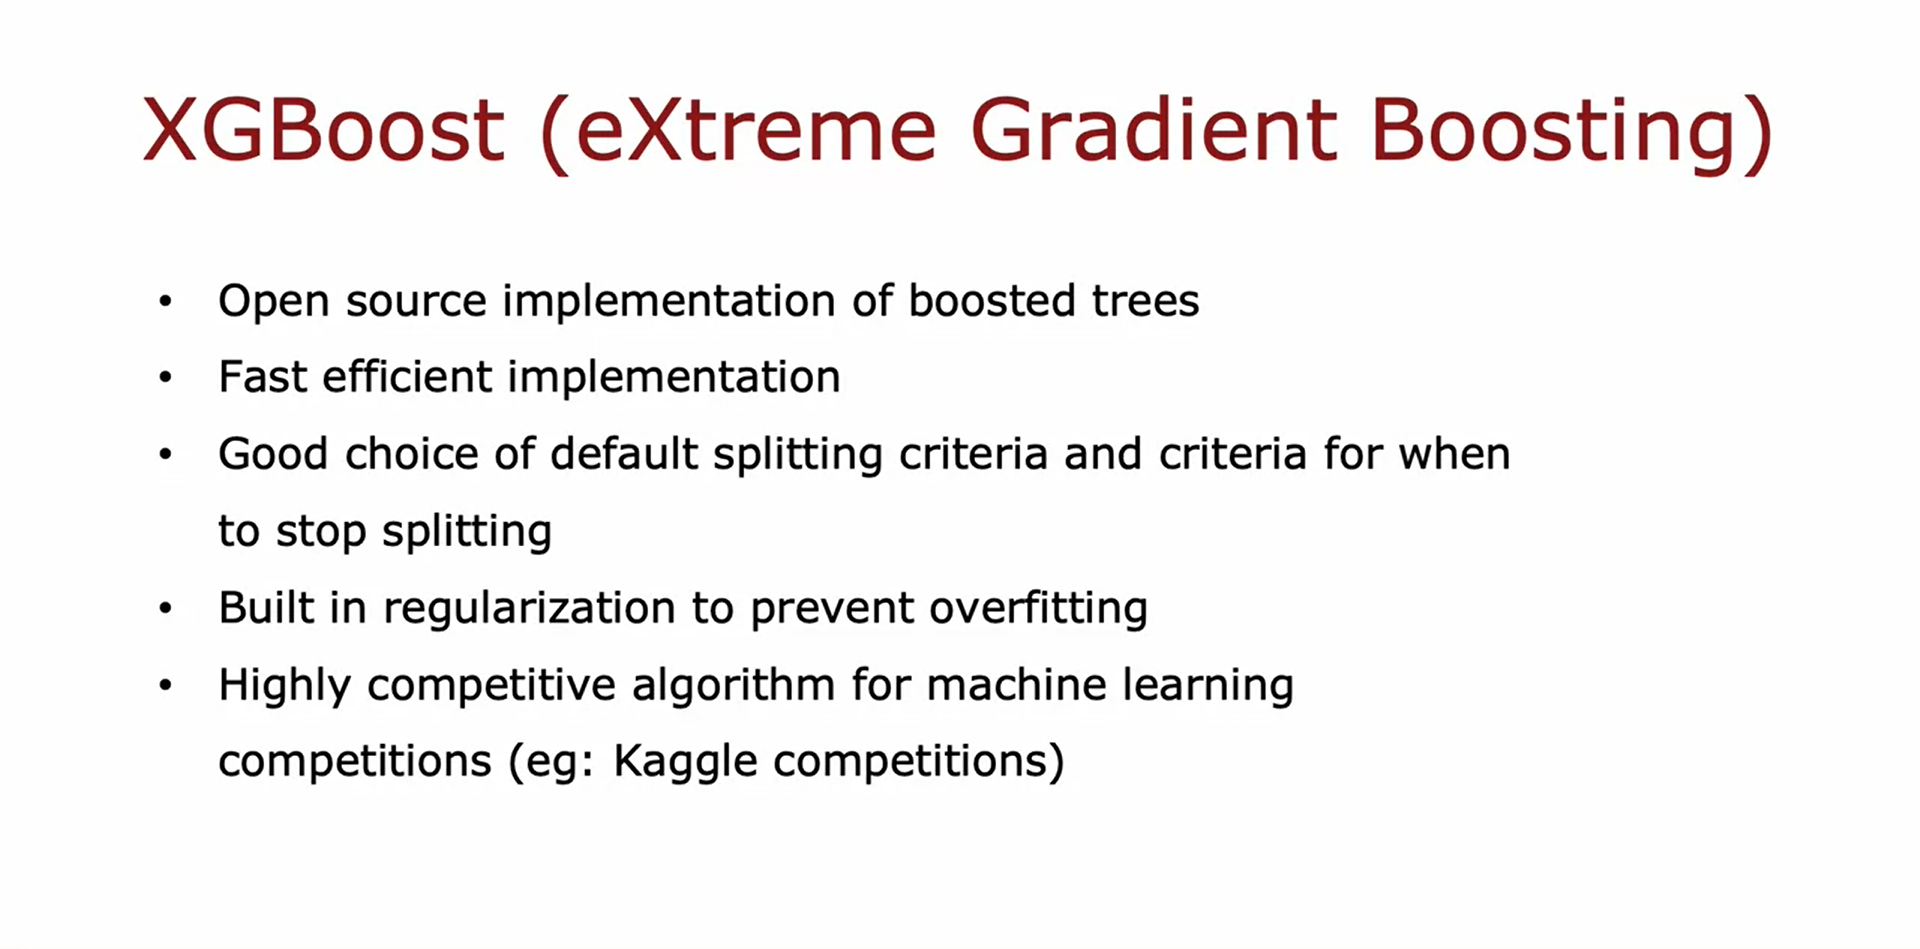 XGBoost (eXtreme Gradient Boosting)
• Open source implementation of boosted trees
• Fast efficient implementation
• Good choice of default splitting criteria and criteria for when
to stop splitting
• Built in regularization to prevent overfitting
• Highly competitive algorithm for machine learning
competitions (eg: Kaggle competitions)